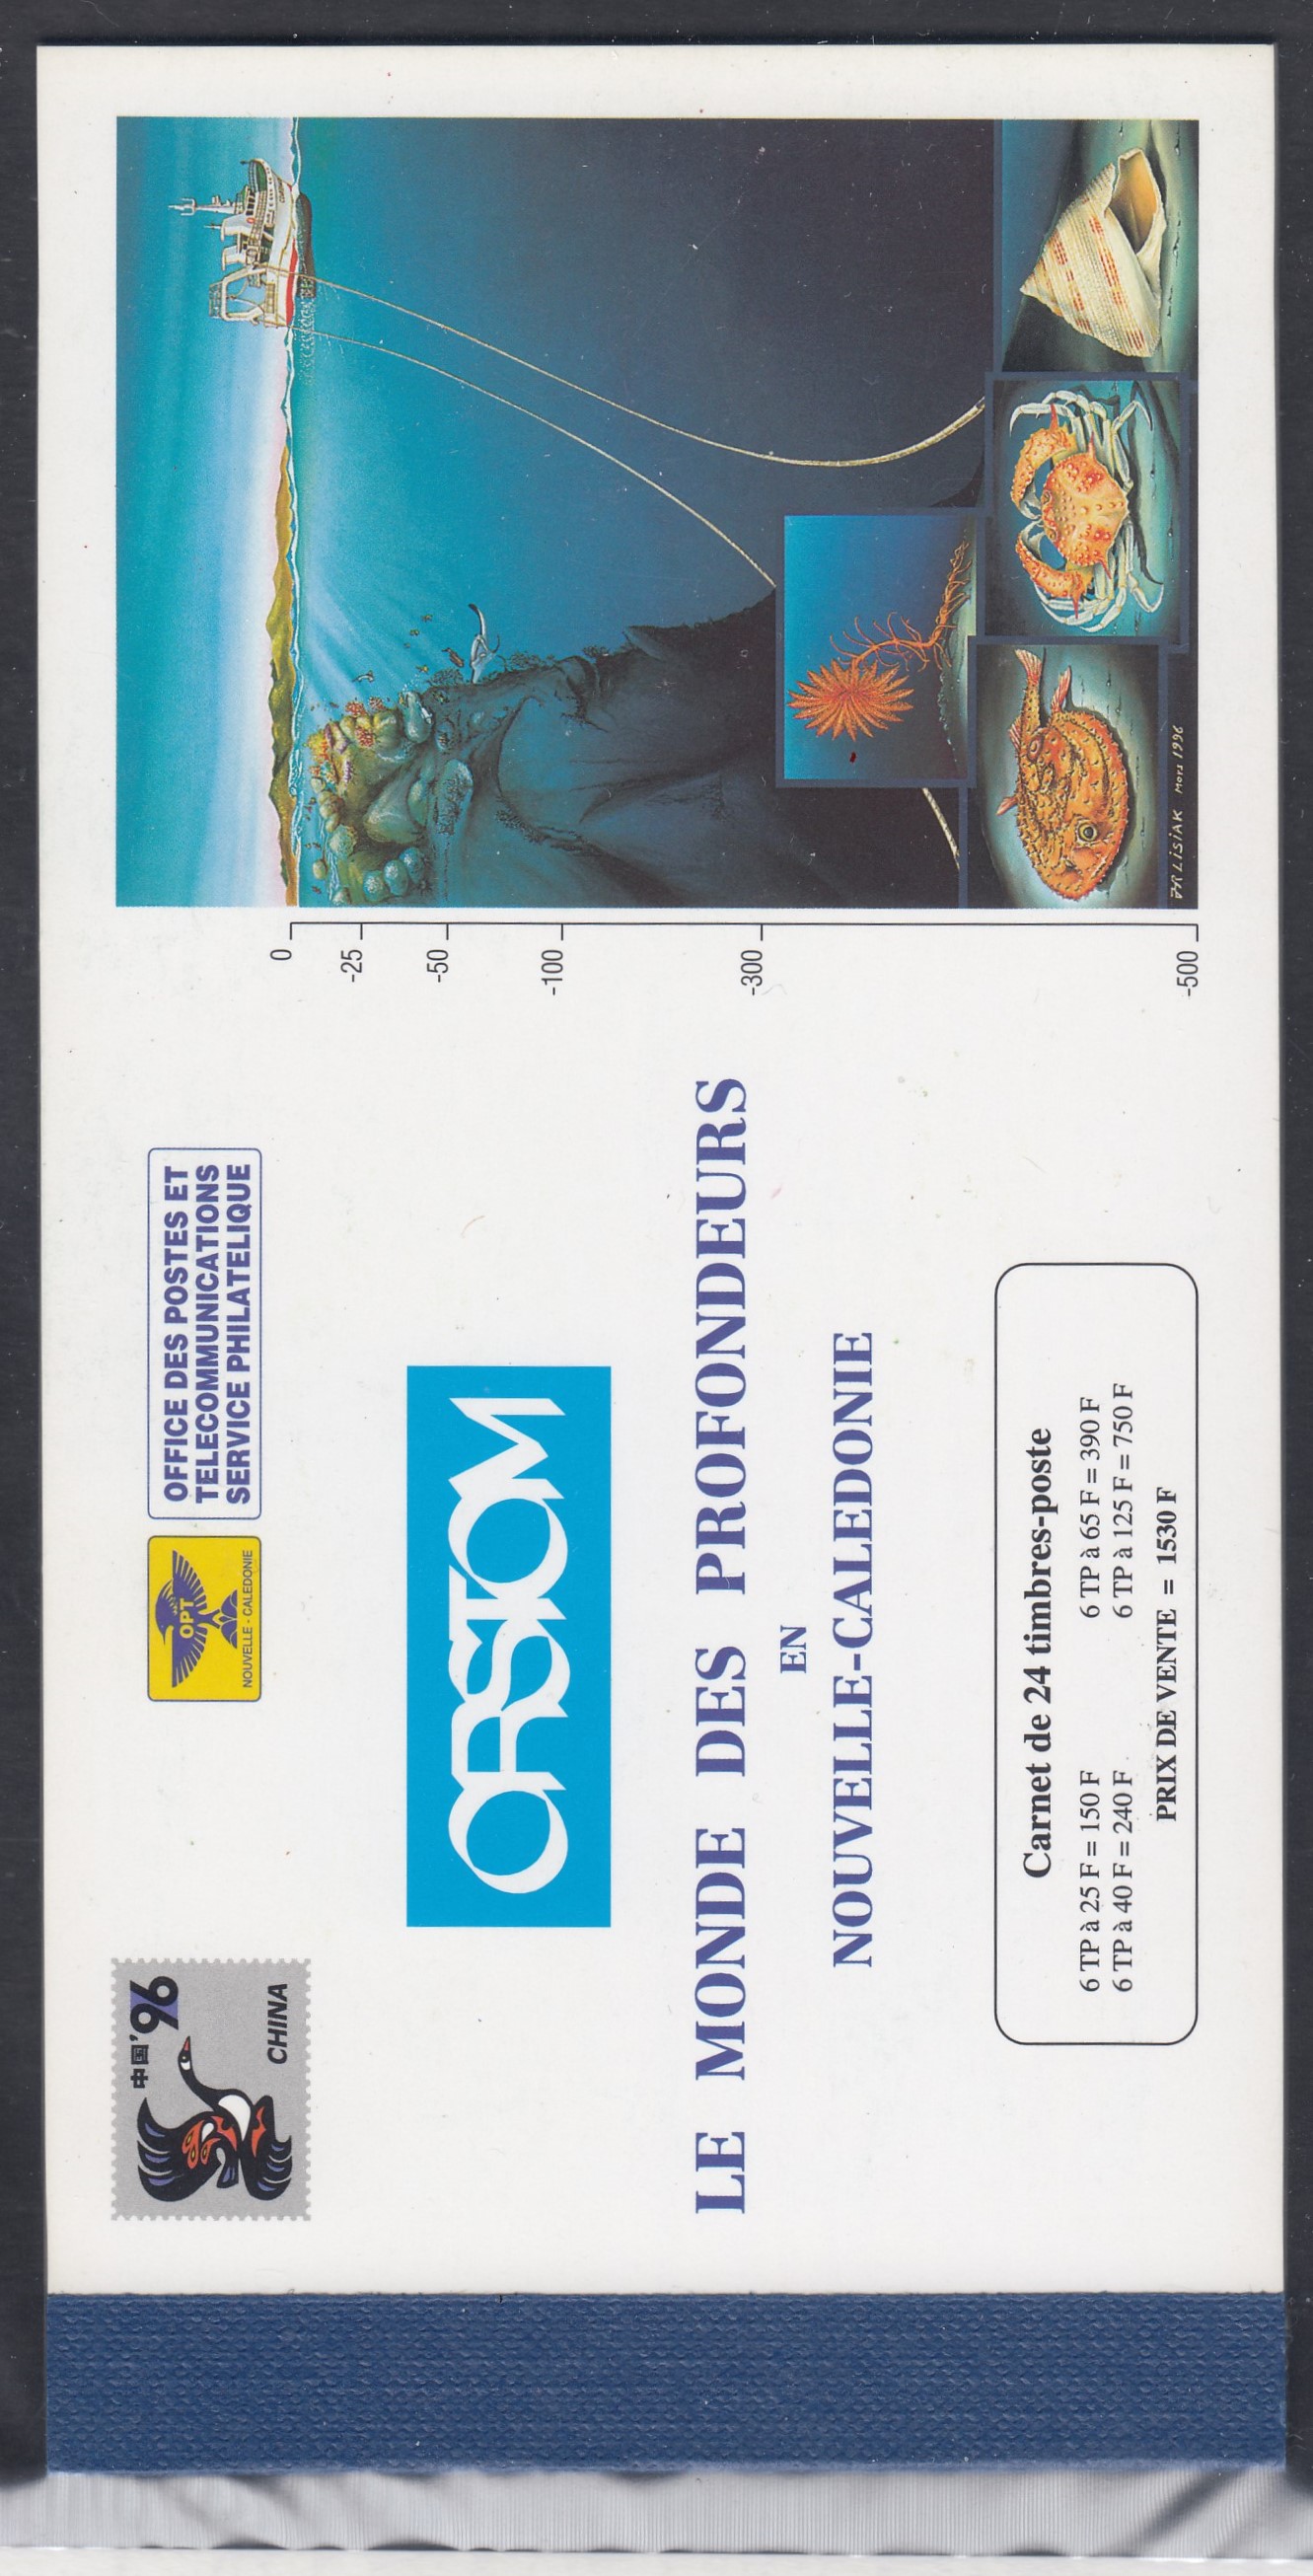 中国'96
CHINA
OPT
NOUVELLE - CALEDONIE
OFFICE DES POSTES ET
TELECOMMUNICATIONS
SERVICE PHILATELIQUE
ORSTOM
LE MONDE DES PROFONDEURS
EN
NOUVELLE-CALEDONIE
Carnet de 24 timbres-poste
6 TP à 25 F = 150 F 6 TP à 65 F = 390 F
6 TP à 40 F = 240 F 6 TP à 125 F = 750 F
PRIX DE VENTE = 1530 F
0
-25
-50
-100
-300
-500
LISIAK Mars 1996